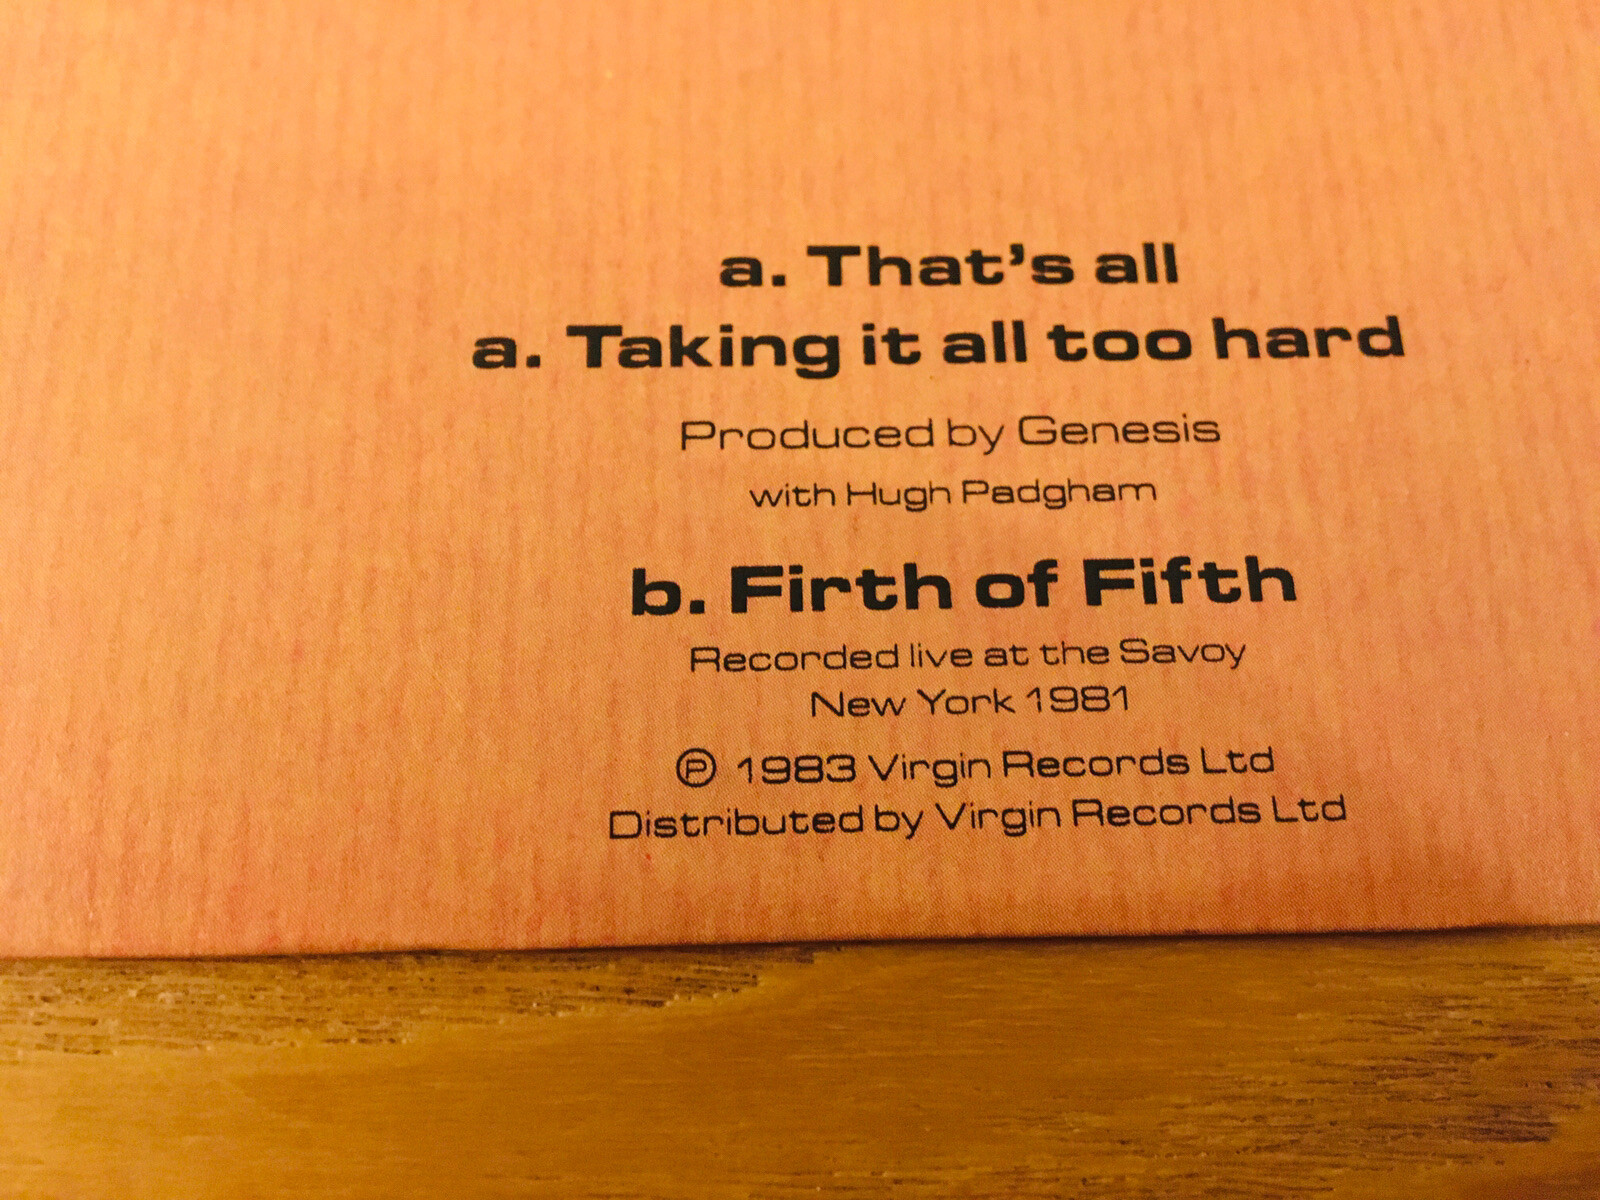 a. That's all
a. Taking it all too hard
Produced by Genesis
with Hugh Padgham
b. Firth of Fifth
Recorded live at the Savoy
New York 1981
℗ 1983 Virgin Records Ltd
Distributed by Virgin Records Ltd